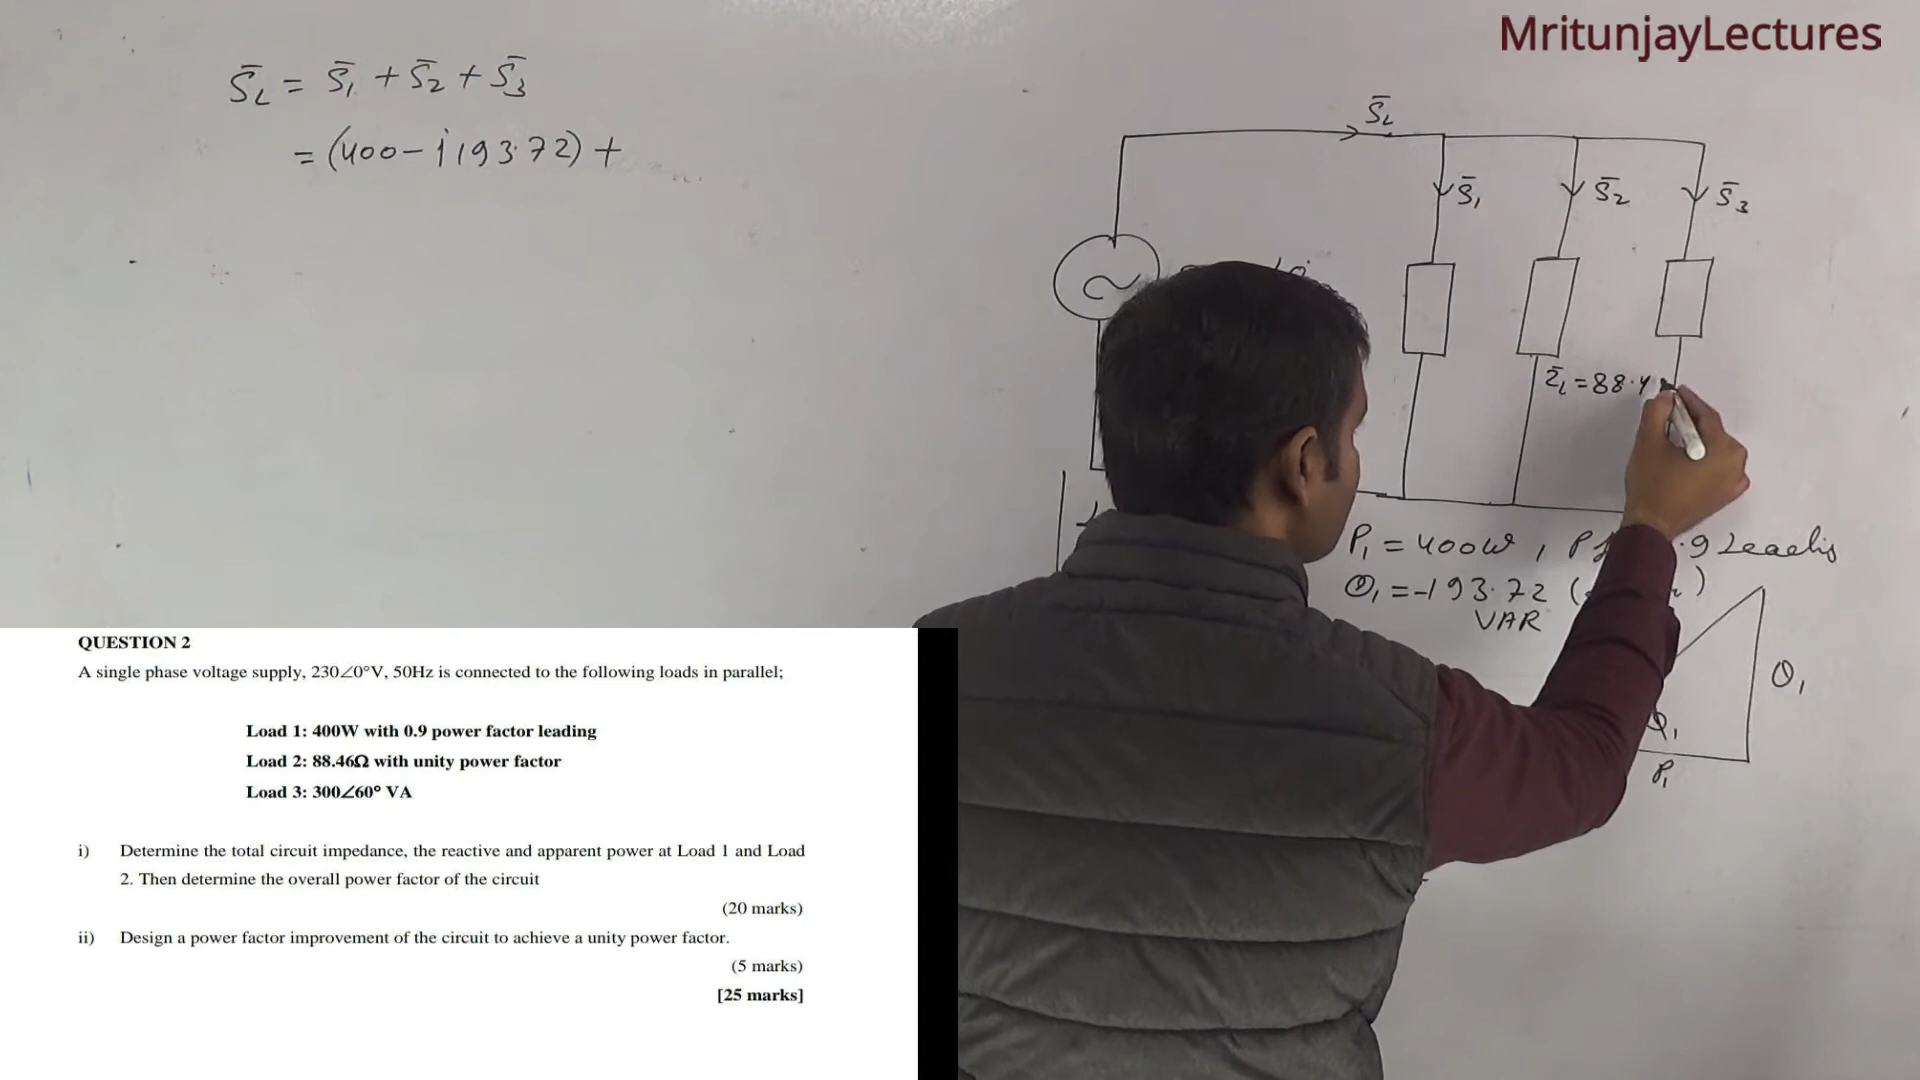 MritunjayLectures
S̄L = S̄1 + S̄2 + S̄3
= (400 - j193.72) +
S̄L
S̄1
S̄2
S̄3
Z̄L = 88.4
P1 = 400W , P .9 Leading
Q1 = -193.72 (
VAR
Q1
Φ1
P1
QUESTION 2
A single phase voltage supply, 230∠0°V, 50Hz is connected to the following loads in parallel;
Load 1: 400W with 0.9 power factor leading
Load 2: 88.46Ω with unity power factor
Load 3: 300∠60° VA
i) Determine the total circuit impedance, the reactive and apparent power at Load 1 and Load
2. Then determine the overall power factor of the circuit
(20 marks)
ii) Design a power factor improvement of the circuit to achieve a unity power factor.
(5 marks)
[25 marks]